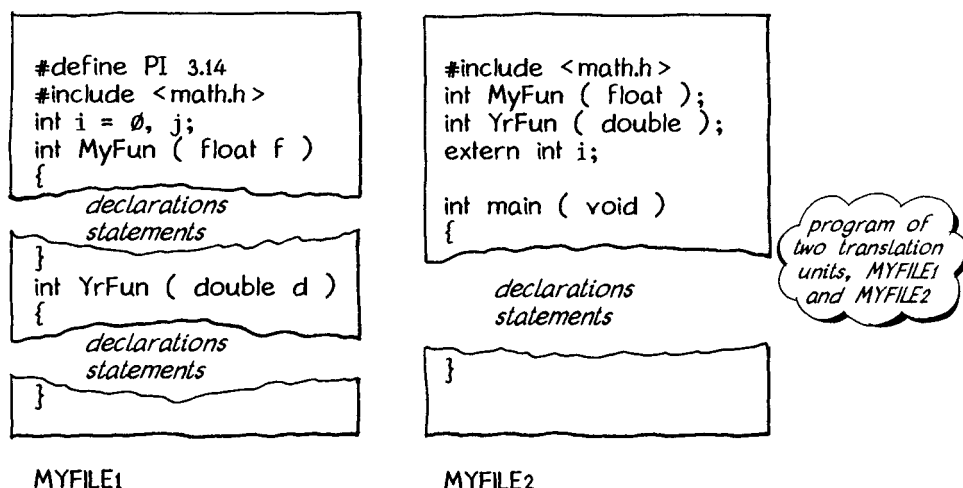 #define PI 3.14
#include <math.h>
int i = Ø, j;
int MyFun ( float f )
{
declarations
statements
}
int YrFun ( double d )
{
declarations
statements
}
MYFILE1
#include <math.h>
int MyFun ( float );
int YrFun ( double );
extern int i;
int main ( void )
{
declarations
statements
}
MYFILE2
program of
two translation
units, MYFILE1
and MYFILE2